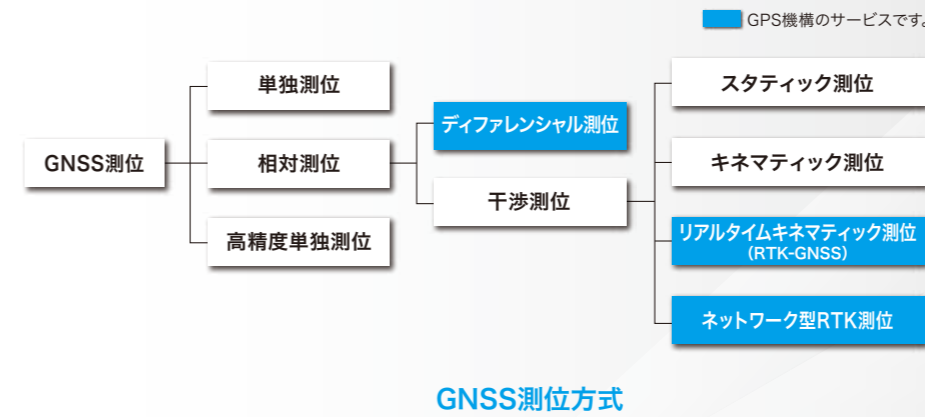 GPS機構のサービスです。
単独測位
スタティック測位
ディファレンシャル測位
GNSS測位
相対測位
キネマティック測位
干渉測位
高精度単独測位
リアルタイムキネマティック測位
(RTK-GNSS)
ネットワーク型RTK測位
GNSS測位方式